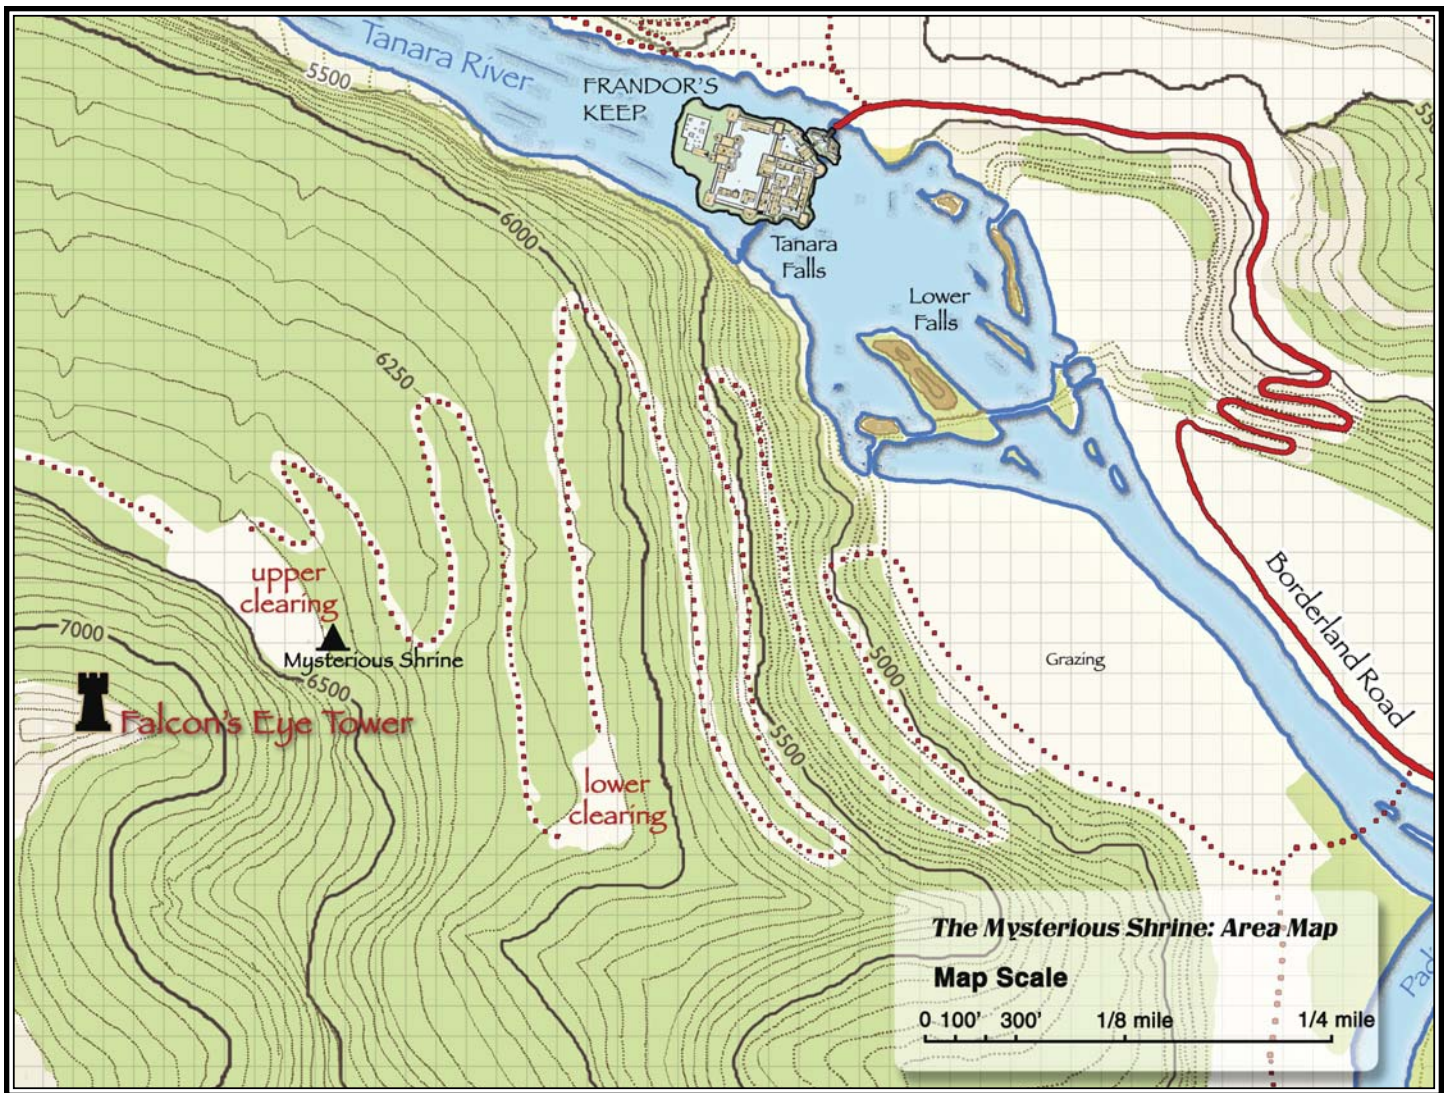 Tanara River
5500
FRANDOR'S
KEEP
6000
Tanara
Falls
Lower
Falls
6250
upper
clearing
Mysterious Shrine
7000
6500
Falcon's Eye Tower
lower
clearing
5000
5500
Grazing
Borderland Road
The Mysterious Shrine: Area Map
Map Scale
0 100' 300' 1/8 mile 1/4 mile